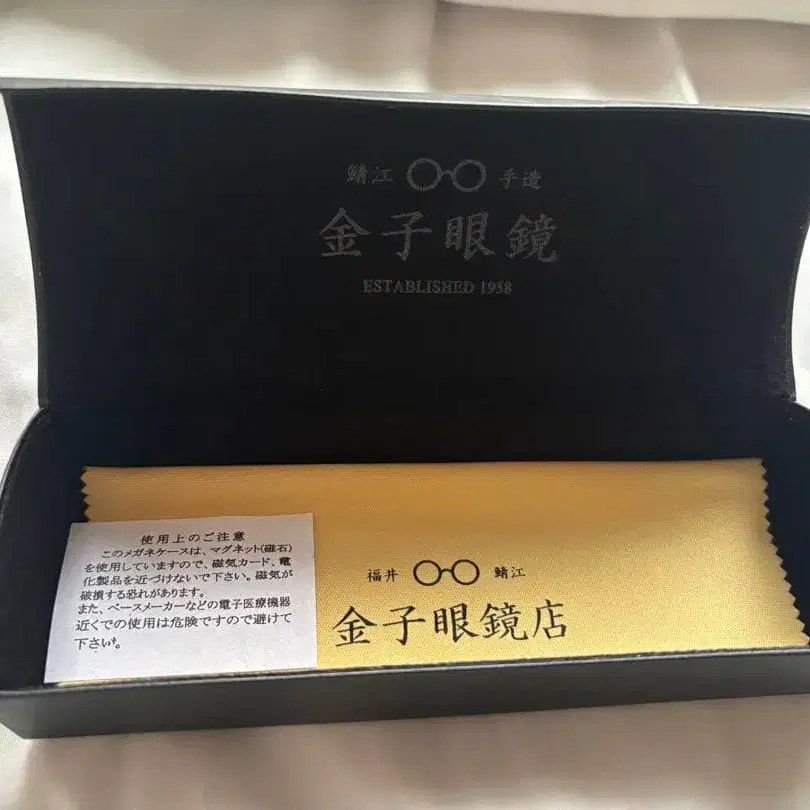 鯖江 手造
金子眼鏡
ESTABLISHED 1958
福井 鯖江
金子眼鏡店
使用上のご注意
このメガネケースは、マグネット(磁石)
を使用していますので、磁気カード、電
化製品を近づけないで下さい。磁気が
破損する恐れがあります。
また、ペースメーカーなどの電子医療機器
近くでの使用は危険ですので避けて
下さい。